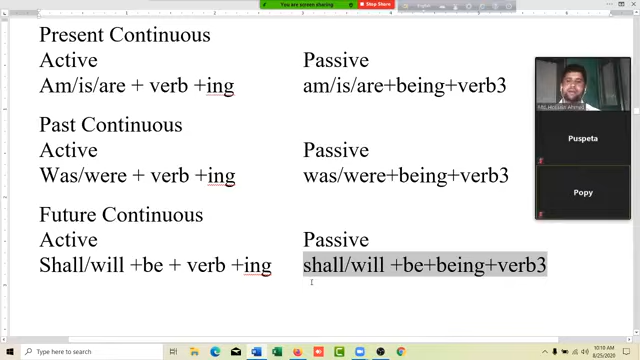 You are screen sharing Stop Share
English
Present Continuous
Active Passive
Am/is/are + verb +ing am/is/are+being+verb3
Past Continuous
Active Passive
Was/were + verb +ing was/were+being+verb3
Future Continuous
Active Passive
Shall/will +be + verb +ing shall/will +be+being+verb3
Puspeta
Popy
Type here to search
10:10 AM
8/25/2020